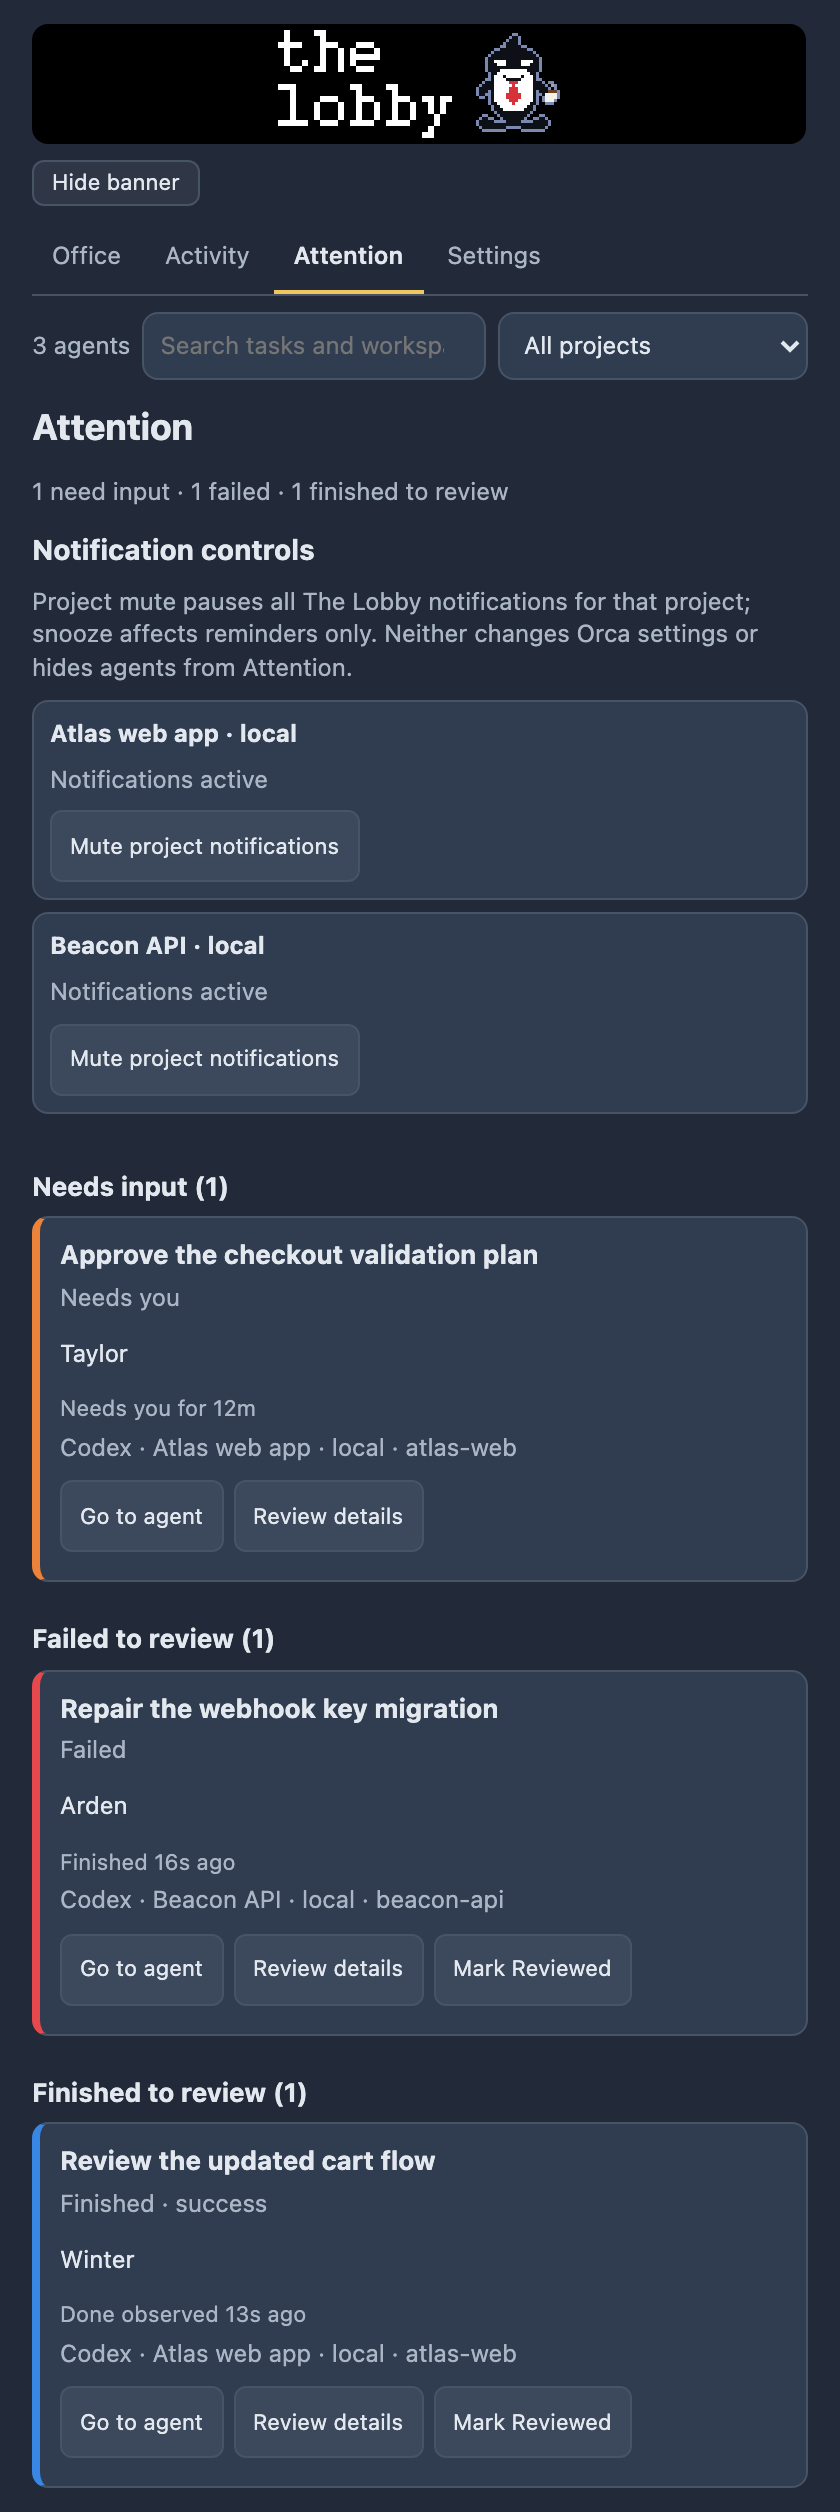 the
lobby
Hide banner
Office Activity Attention Settings
3 agents Search tasks and worksp All projects
Attention
1 need input · 1 failed · 1 finished to review
Notification controls
Project mute pauses all The Lobby notifications for that project;
snooze affects reminders only. Neither changes Orca settings or
hides agents from Attention.
Atlas web app · local
Notifications active
Mute project notifications
Beacon API · local
Notifications active
Mute project notifications
Needs input (1)
Approve the checkout validation plan
Needs you
Taylor
Needs you for 12m
Codex · Atlas web app · local · atlas-web
Go to agent Review details
Failed to review (1)
Repair the webhook key migration
Failed
Arden
Finished 16s ago
Codex · Beacon API · local · beacon-api
Go to agent Review details Mark Reviewed
Finished to review (1)
Review the updated cart flow
Finished · success
Winter
Done observed 13s ago
Codex · Atlas web app · local · atlas-web
Go to agent Review details Mark Reviewed